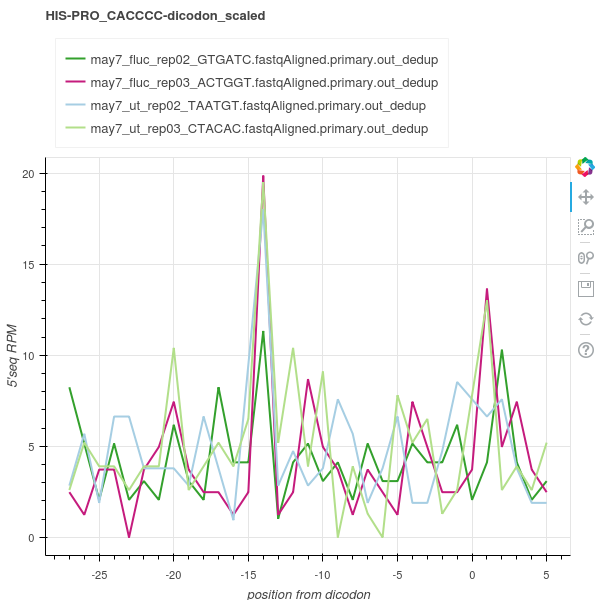 HIS-PRO_CACCCC-dicodon_scaled
may7_fluc_rep02_GTGATC.fastqAligned.primary.out_dedup
may7_fluc_rep03_ACTGGT.fastqAligned.primary.out_dedup
may7_ut_rep02_TAATGT.fastqAligned.primary.out_dedup
may7_ut_rep03_CTACAC.fastqAligned.primary.out_dedup
20
15
10
5
0
5'seq RPM
-25 -20 -15 -10 -5 0 5
position from dicodon